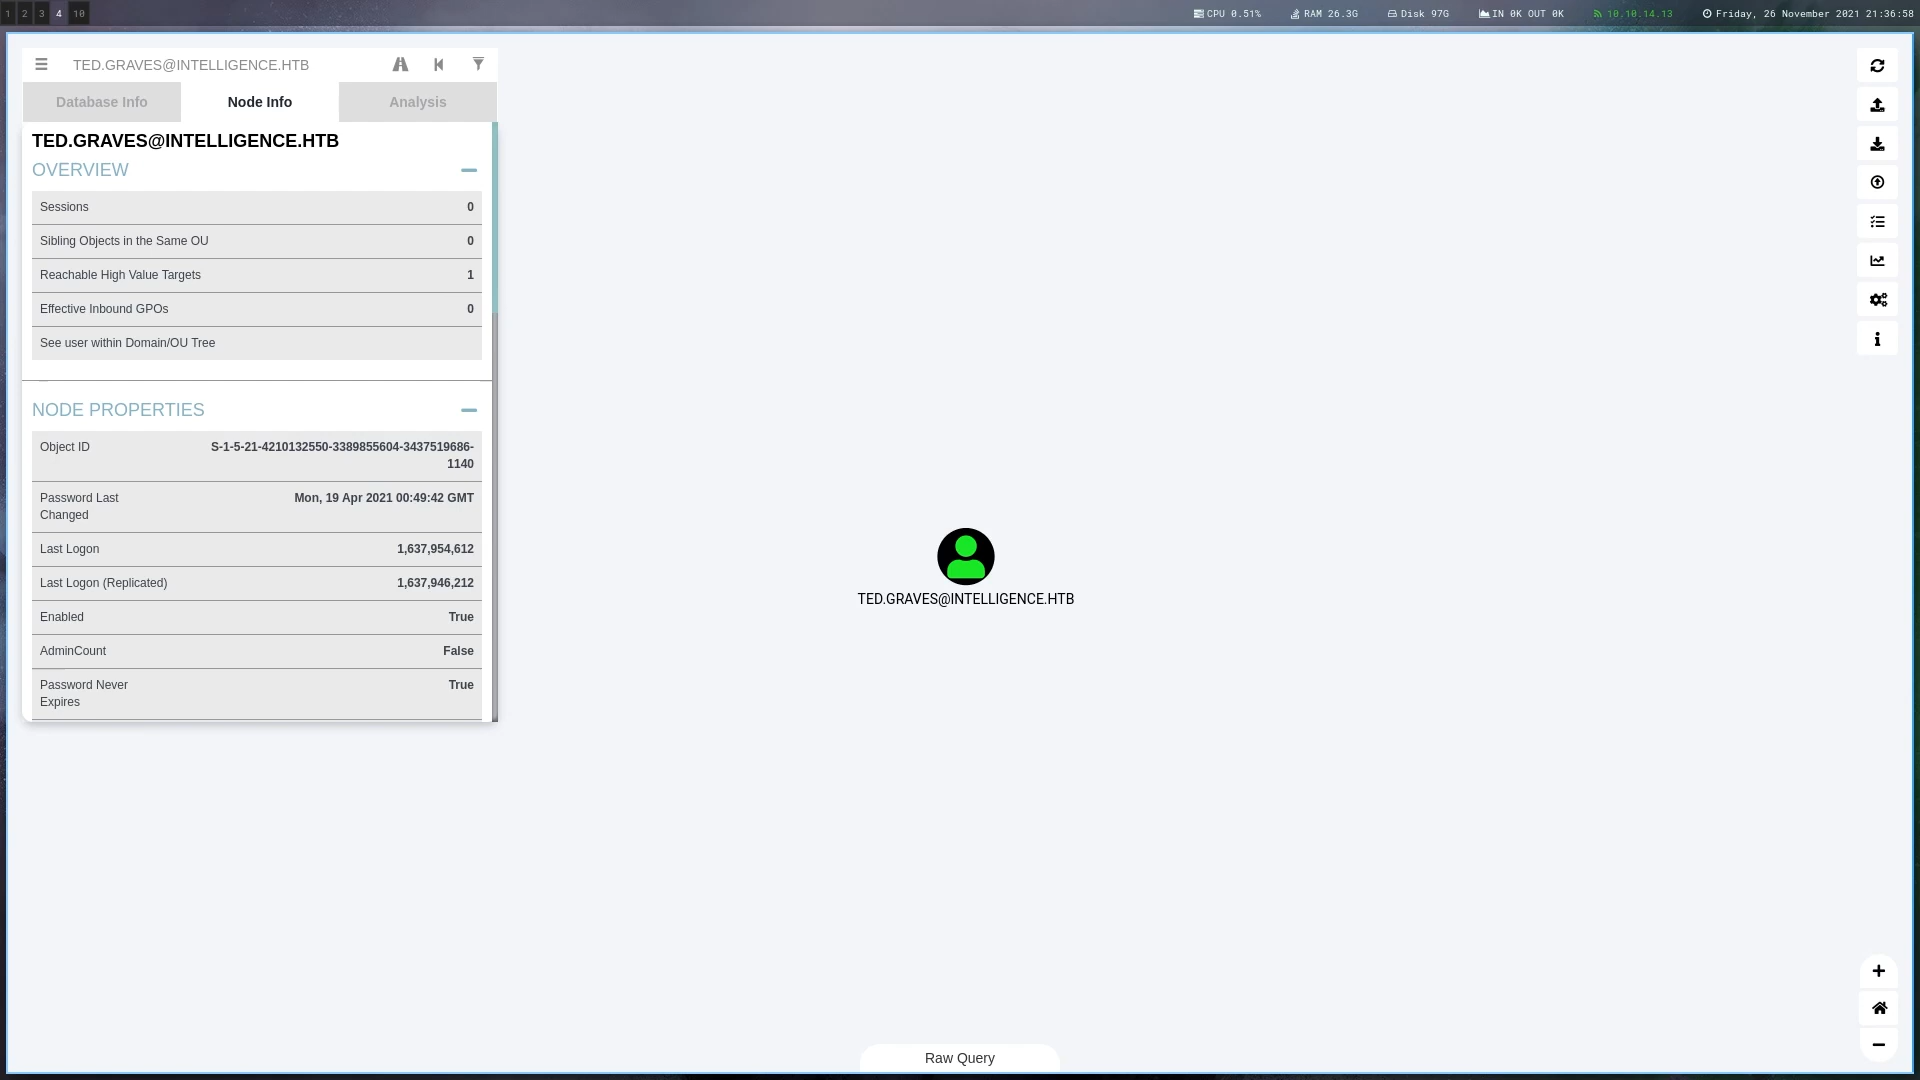 1 2 3 4 10
CPU 0.51% RAM 26.3G Disk 97G IN 0K OUT 0K 10.10.14.13 Friday, 26 November 2021 21:36:58
TED.GRAVES@INTELLIGENCE.HTB
Database Info Node Info Analysis
TED.GRAVES@INTELLIGENCE.HTB
OVERVIEW
Sessions 0
Sibling Objects in the Same OU 0
Reachable High Value Targets 1
Effective Inbound GPOs 0
See user within Domain/OU Tree
NODE PROPERTIES
Object ID S-1-5-21-4210132550-3389855604-3437519686-
1140
Password Last Mon, 19 Apr 2021 00:49:42 GMT
Changed
Last Logon 1,637,954,612
Last Logon (Replicated) 1,637,946,212
Enabled True
AdminCount False
Password Never True
Expires
TED.GRAVES@INTELLIGENCE.HTB
Raw Query